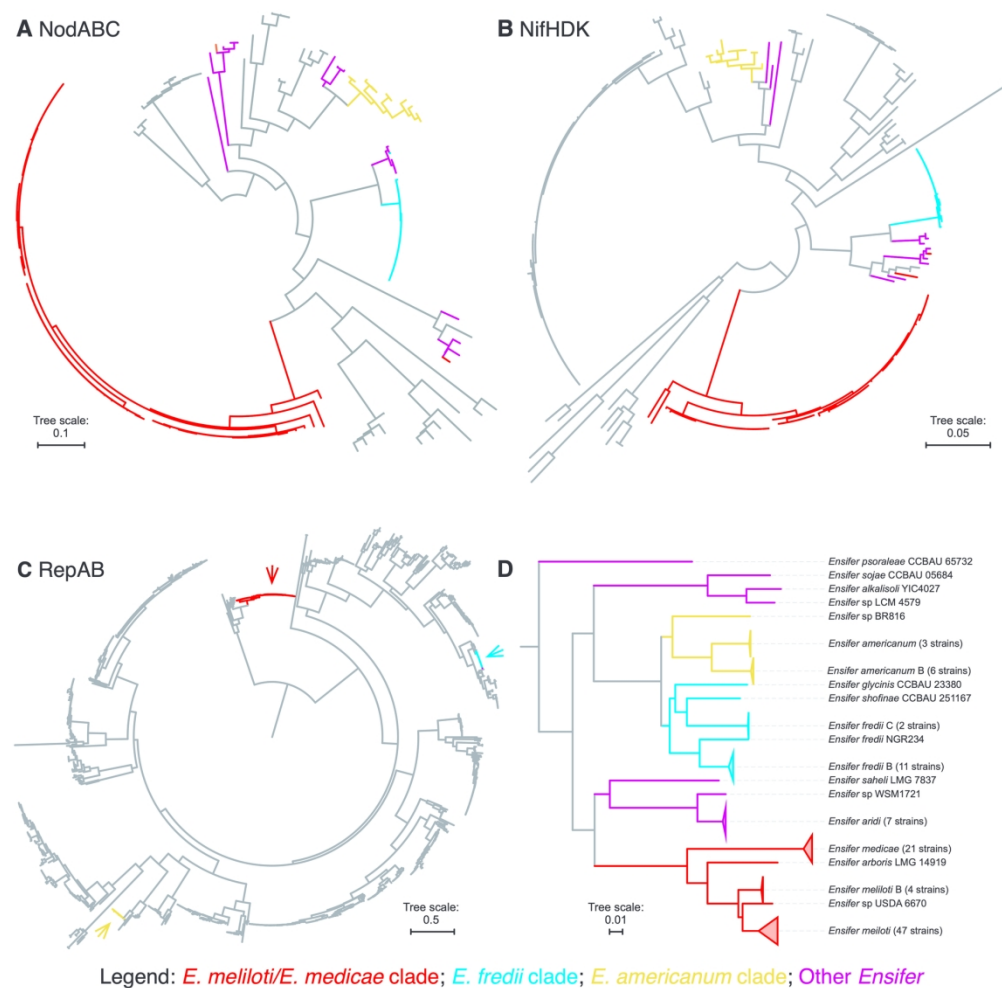 A NodABC
B NifHDK
Tree scale:
0.1
Tree scale:
0.05
C RepAB
D
Tree scale:
0.5
Tree scale:
0.01
Ensifer psoraleae CCBAU 65732
Ensifer sojae CCBAU 05684
Ensifer alkalisoli YIC4027
Ensifer sp LCM 4579
Ensifer sp BR816
Ensifer americanum (3 strains)
Ensifer americanum B (6 strains)
Ensifer glycinis CCBAU 23380
Ensifer shofinae CCBAU 251167
Ensifer fredii C (2 strains)
Ensifer fredii NGR234
Ensifer fredii B (11 strains)
Ensifer saheli LMG 7837
Ensifer sp WSM1721
Ensifer aridi (7 strains)
Ensifer medicae (21 strains)
Ensifer arboris LMG 14919
Ensifer meliloti B (4 strains)
Ensifer sp USDA 6670
Ensifer meiloti (47 strains)
Legend: E. meliloti/E. medicae clade; E. fredii clade; E. americanum clade; Other Ensifer